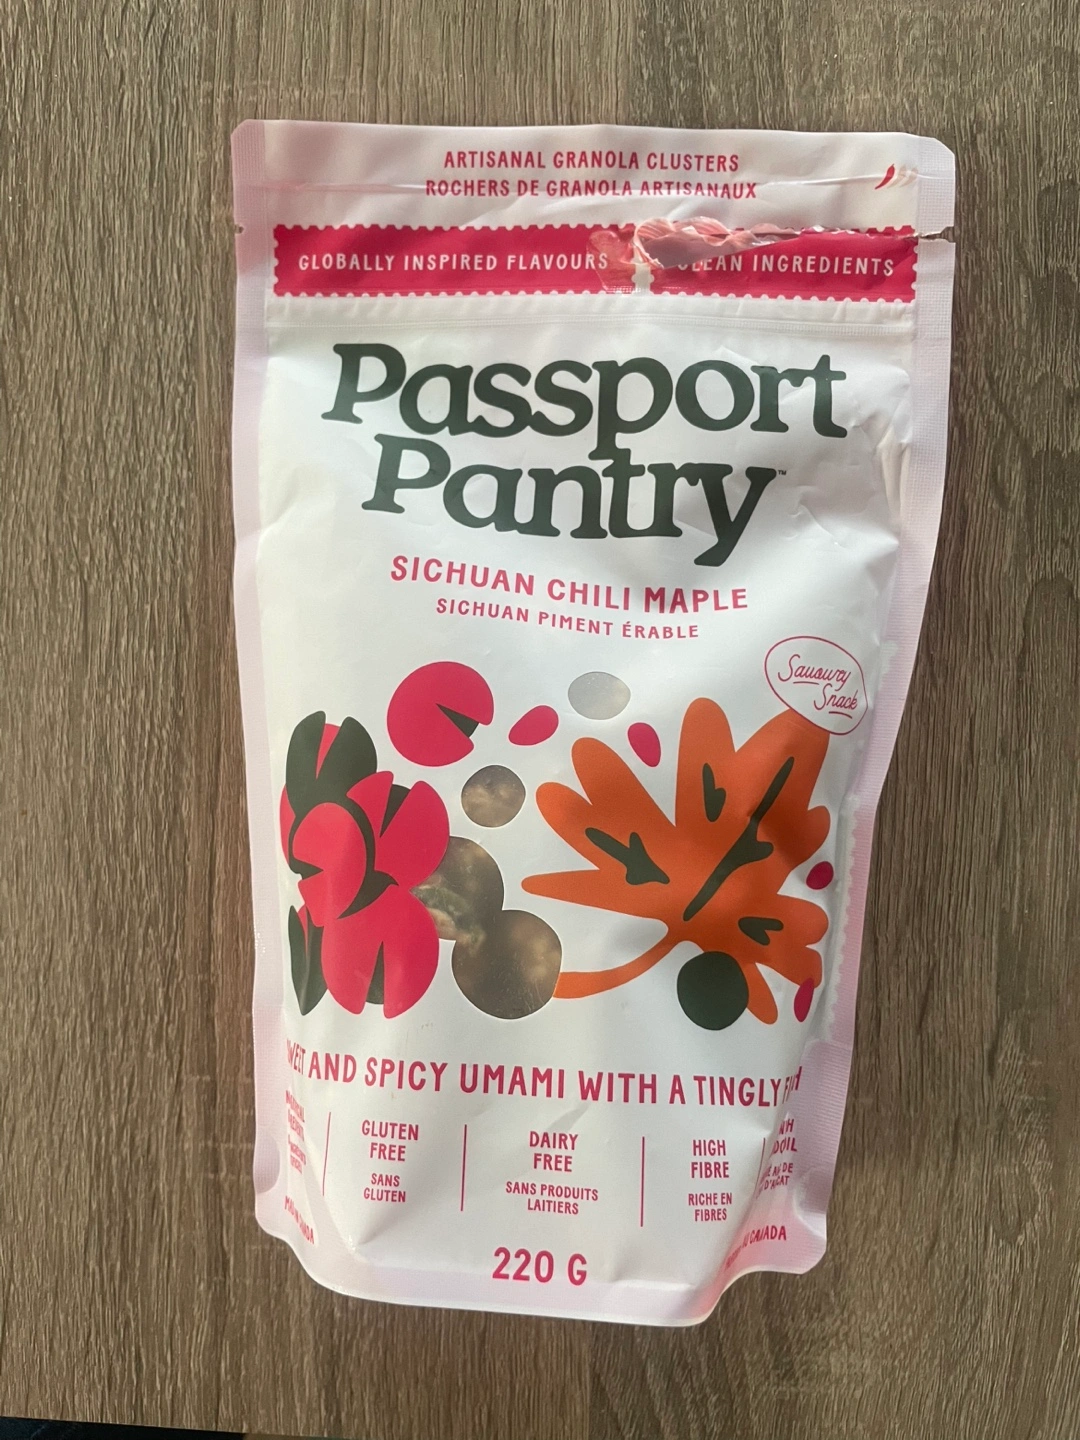 ARTISANAL GRANOLA CLUSTERS
ROCHERS DE GRANOLA ARTISANAUX
GLOBALLY INSPIRED FLAVOURS
CLEAN INGREDIENTS
Passport
Pantry™
SICHUAN CHILI MAPLE
SICHUAN PIMENT ÉRABLE
Savoury
Snack
AND SPICY UMAMI WITH A TINGLY
GLUTEN
FREE
SANS
GLUTEN
DAIRY
FREE
SANS PRODUITS
LAITIERS
HIGH
FIBRE
RICHE EN
FIBRES
220 G